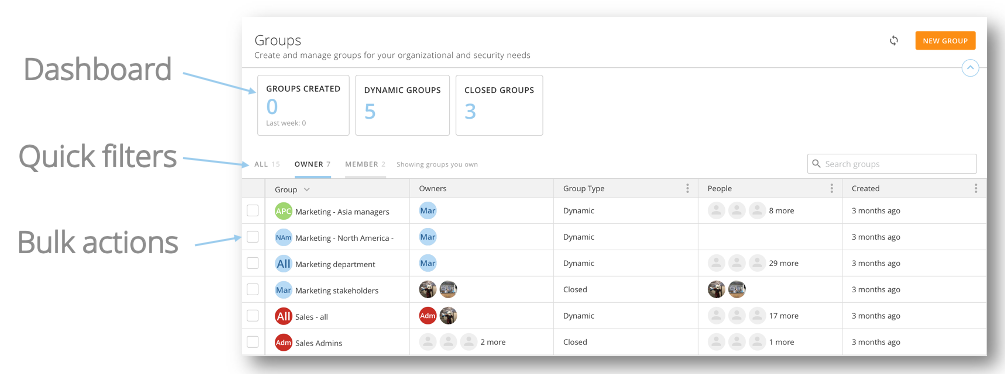 Dashboard
Quick filters
Bulk actions
Groups
Create and manage groups for your organizational and security needs
NEW GROUP
GROUPS CREATED
0
Last week: 0
DYNAMIC GROUPS
5
CLOSED GROUPS
3
ALL 15 OWNER 7 MEMBER 2 Showing groups you own
Search groups
Group Owners Group Type People Created
APC Marketing - Asia managers Mar Dynamic 8 more 3 months ago
NAm Marketing - North America - Mar Dynamic 3 months ago
All Marketing department Mar Dynamic 29 more 3 months ago
Mar Marketing stakeholders Closed 3 months ago
All Sales - all Adm Dynamic 17 more 3 months ago
Adm Sales Admins 2 more Closed 1 more 3 months ago